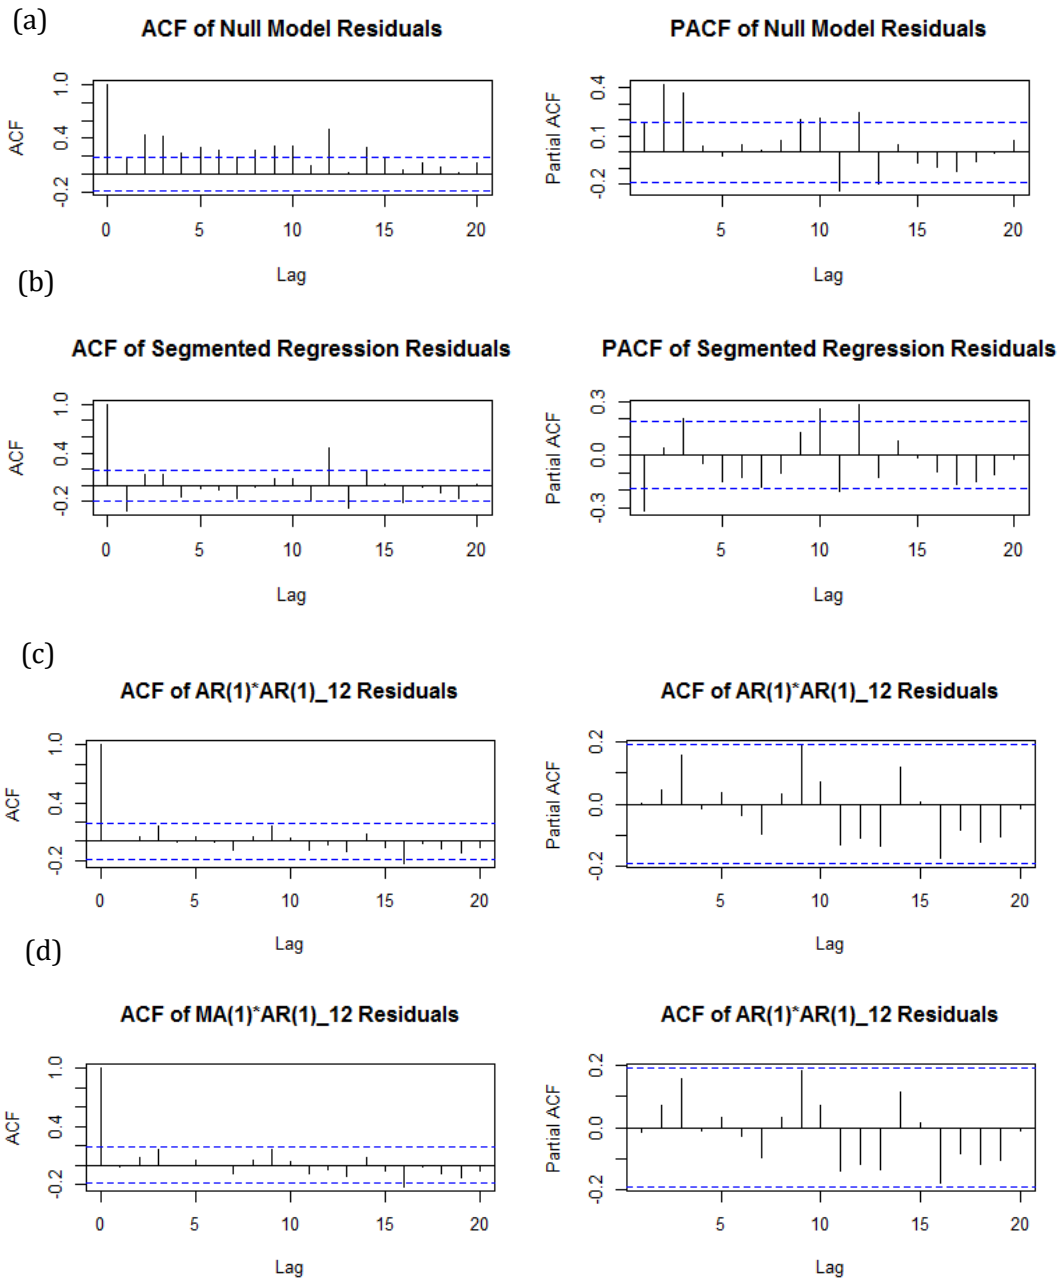 (a)
ACF of Null Model Residuals
PACF of Null Model Residuals
ACF
1.0
0.4
-0.2
0 5 10 15 20
Lag
Partial ACF
0.4
0.1
-0.2
5 10 15 20
Lag
(b)
ACF of Segmented Regression Residuals
PACF of Segmented Regression Residuals
ACF
1.0
0.4
-0.2
0 5 10 15 20
Lag
Partial ACF
0.3
0.0
-0.3
5 10 15 20
Lag
(c)
ACF of AR(1)*AR(1)_12 Residuals
ACF of AR(1)*AR(1)_12 Residuals
ACF
1.0
0.4
-0.2
0 5 10 15 20
Lag
Partial ACF
0.2
0.0
-0.2
5 10 15 20
Lag
(d)
ACF of MA(1)*AR(1)_12 Residuals
ACF of AR(1)*AR(1)_12 Residuals
ACF
1.0
0.4
-0.2
0 5 10 15 20
Lag
Partial ACF
0.2
0.0
-0.2
5 10 15 20
Lag